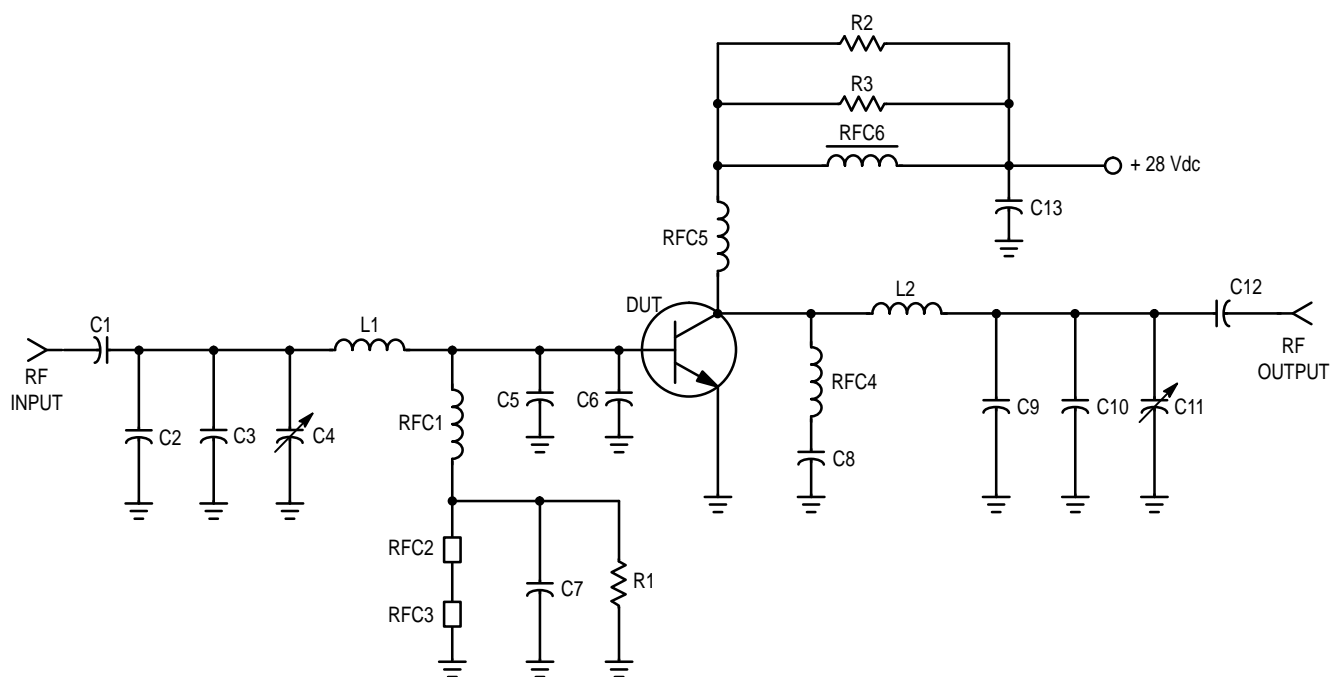 R2
R3
RFC6
+ 28 Vdc
C13
RFC5
DUT
L2
C12
C1
L1
RF
INPUT
RF
OUTPUT
RFC4
C5
C6
RFC1
C2
C3
C4
C9
C10
C11
C8
RFC2
C7
R1
RFC3